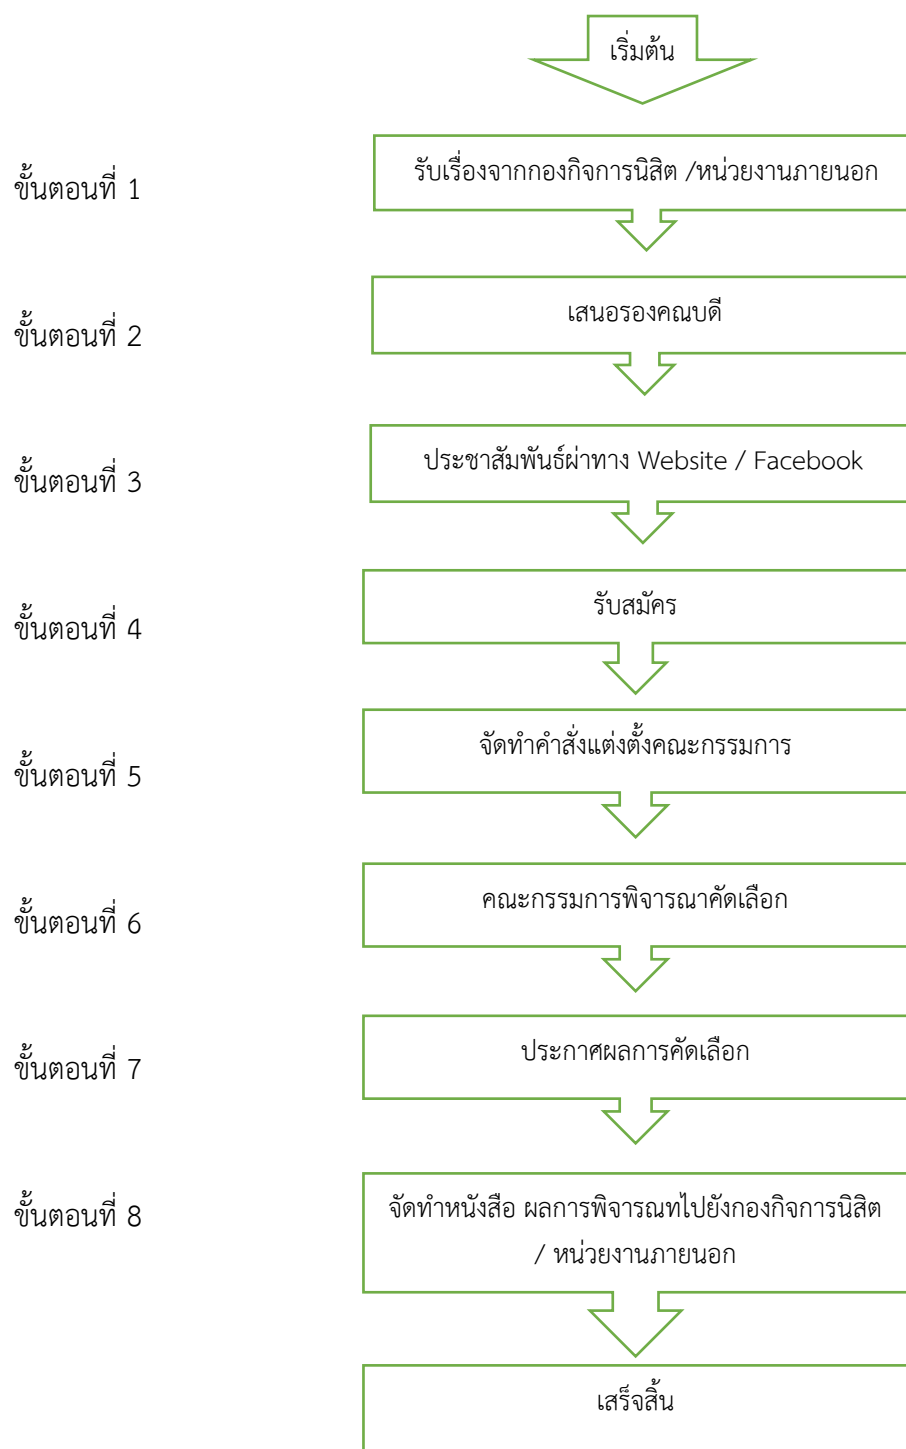 เริ่มต้น
ขั้นตอนที่ 1
รับเรื่องจากกองกิจการนิสิต /หน่วยงานภายนอก
ขั้นตอนที่ 2
เสนอรองคณบดี
ขั้นตอนที่ 3
ประชาสัมพันธ์ผ่าทาง Website / Facebook
ขั้นตอนที่ 4
รับสมัคร
ขั้นตอนที่ 5
จัดทำคำสั่งแต่งตั้งคณะกรรมการ
ขั้นตอนที่ 6
คณะกรรมการพิจารณาคัดเลือก
ขั้นตอนที่ 7
ประกาศผลการคัดเลือก
ขั้นตอนที่ 8
จัดทำหนังสือ ผลการพิจารณทไปยังกองกิจการนิสิต
/ หน่วยงานภายนอก
เสร็จสิ้น